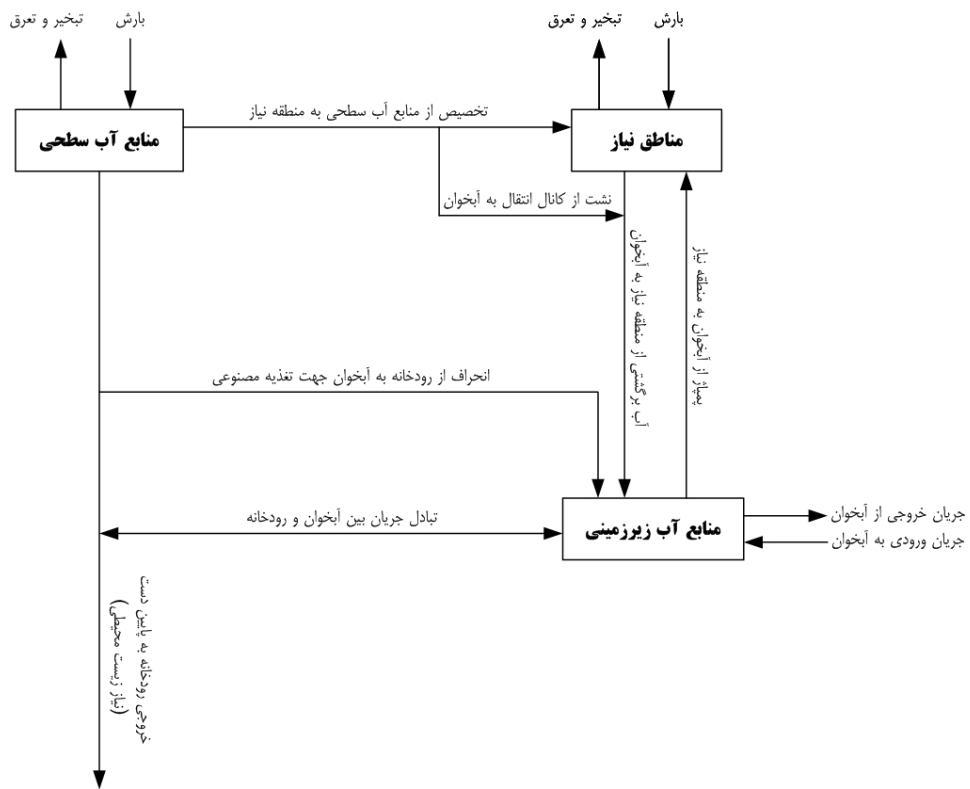 بارش
تبخیر و تعرق
بارش
تبخیر و تعرق
مناطق نیاز
تخصیص از منابع آب سطحی به منطقه نیاز
منابع آب سطحی
نشت از کانال انتقال به آبخوان
آب برگشتی از منطقه نیاز به آبخوان
پمپاژ از آبخوان به منطقه نیاز
انحراف از رودخانه به آبخوان جهت تغذیه مصنوعی
جریان خروجی از آبخوان
منابع آب زیرزمینی
تبادل جریان بین آبخوان و رودخانه
جریان ورودی به آبخوان
خروجی رودخانه به پایین دست
(نیاز زیست محیطی)